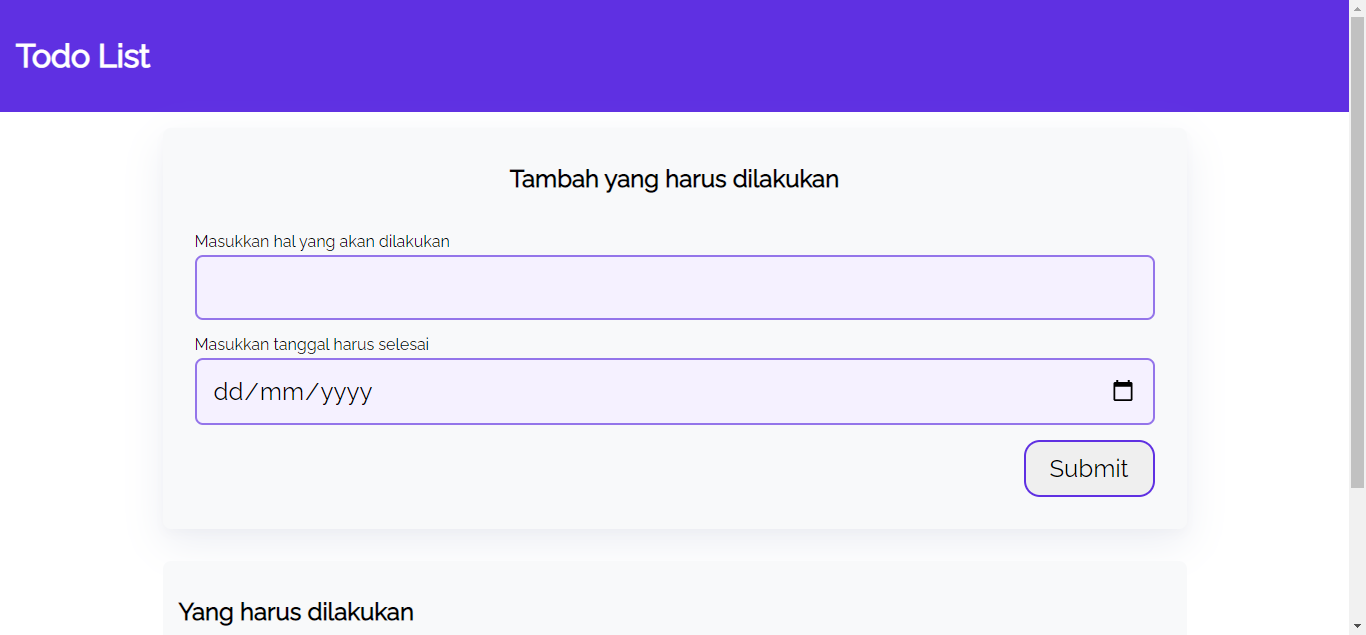 Todo List
Tambah yang harus dilakukan
Masukkan hal yang akan dilakukan
Masukkan tanggal harus selesai
dd/mm/yyyy
Submit
Yang harus dilakukan